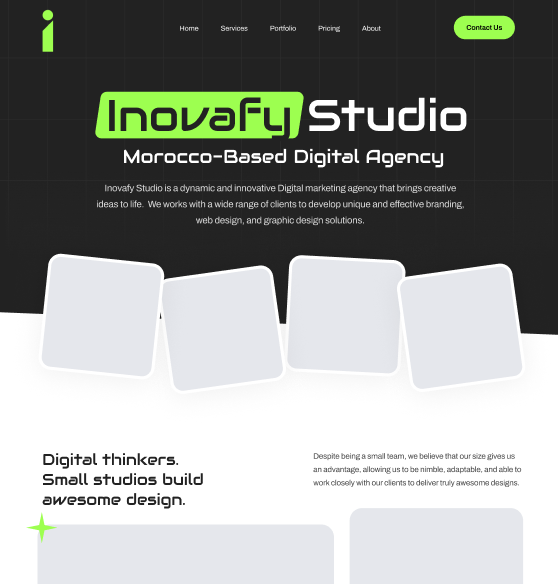 Home Services Portfolio Pricing About Contact Us
Inovafy Studio
Morocco-Based Digital Agency
Inovafy Studio is a dynamic and innovative Digital marketing agency that brings creative
ideas to life. We works with a wide range of clients to develop unique and effective branding,
web design, and graphic design solutions.
Digital thinkers.
Small studios build
awesome design.
Despite being a small team, we believe that our size gives us
an advantage, allowing us to be nimble, adaptable, and able to
work closely with our clients to deliver truly awesome designs.